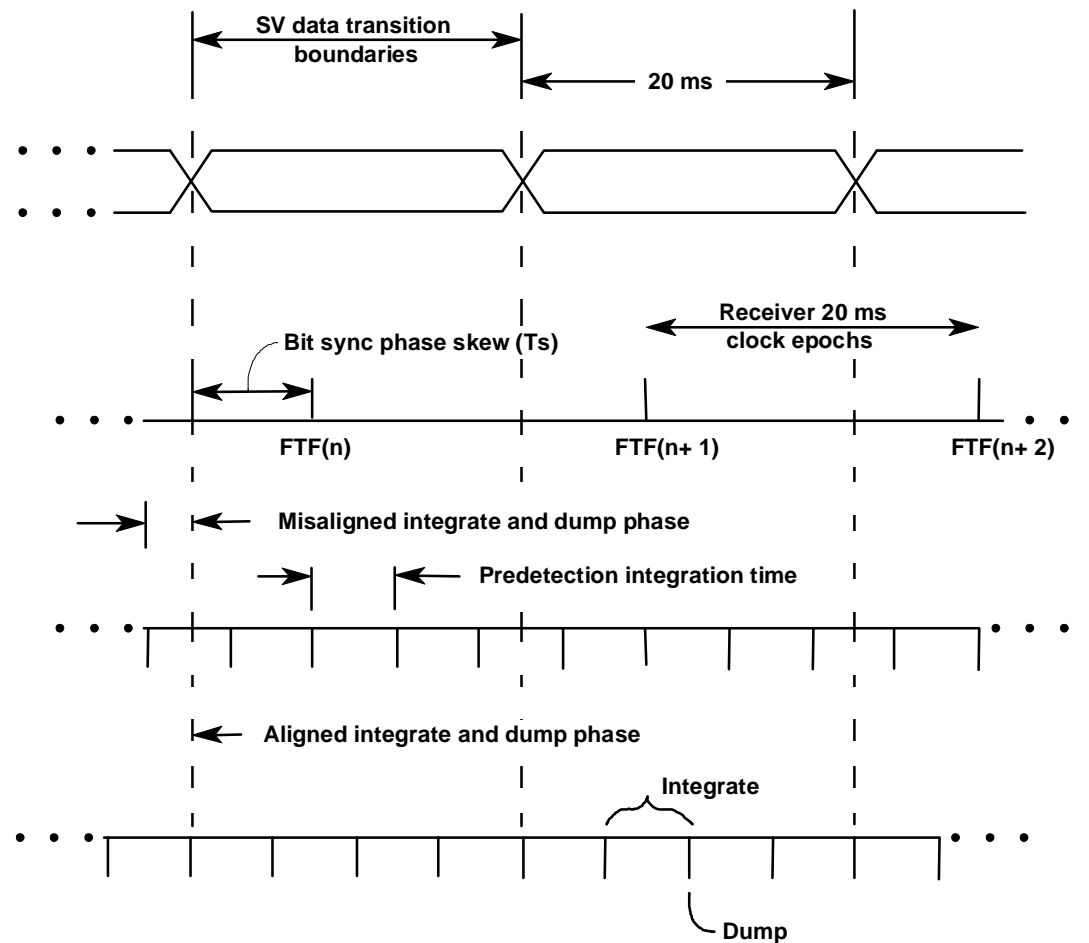 SV data transition
boundaries
20 ms
Receiver 20 ms
clock epochs
Bit sync phase skew (Ts)
FTF(n)
FTF(n+ 1)
FTF(n+ 2)
Misaligned integrate and dump phase
Predetection integration time
Aligned integrate and dump phase
Integrate
Dump